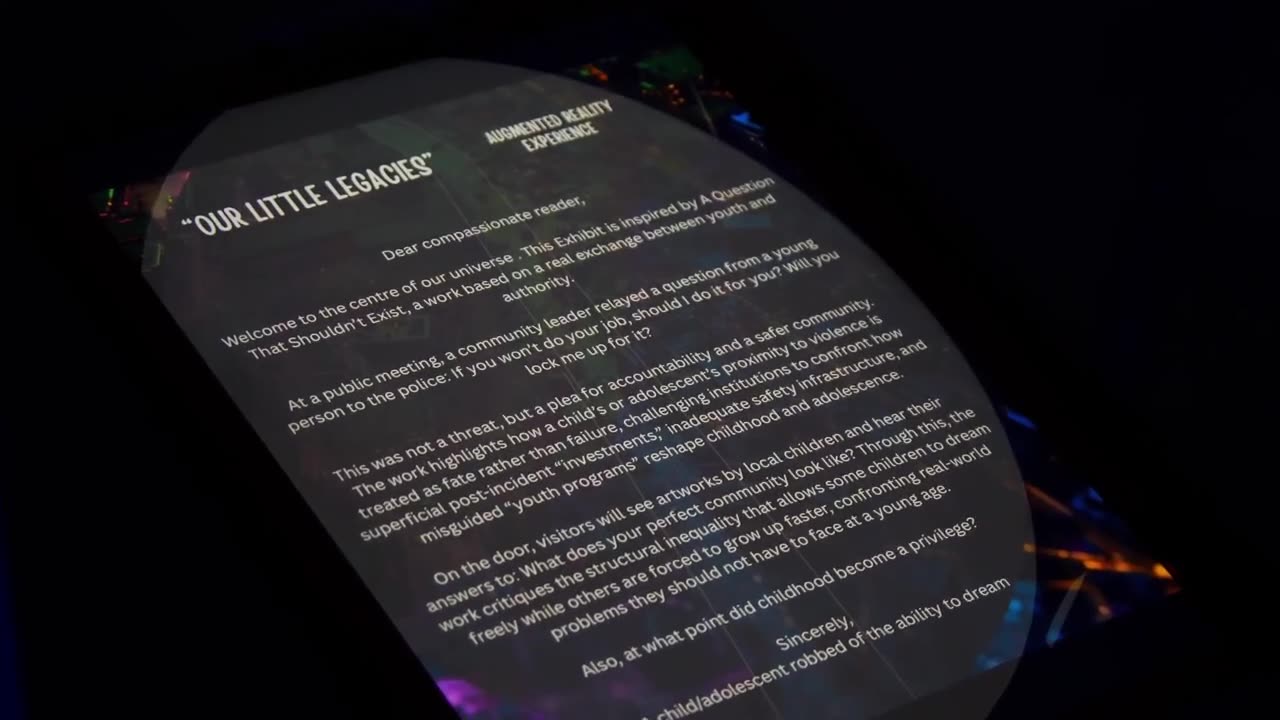 "OUR LITTLE LEGACIES"
AUGMENTED REALITY
EXPERIENCE
Dear compassionate reader,
Welcome to the centre of our universe . This Exhibit is inspired by A Question
That Shouldn't Exist, a work based on a real exchange between youth and
authority.
At a public meeting, a community leader relayed a question from a young
person to the police: If you won't do your job, should I do it for you? Will you
lock me up for it?
This was not a threat, but a plea for accountability and a safer community.
The work highlights how a child's or adolescent's proximity to violence is
treated as fate rather than failure, challenging institutions to confront how
superficial post-incident "investments," inadequate safety infrastructure, and
misguided "youth programs" reshape childhood and adolescence.
On the door, visitors will see artworks by local children and hear their
answers to: What does your perfect community look like? Through this, the
work critiques the structural inequality that allows some children to dream
freely while others are forced to grow up faster, confronting real-world
problems they should not have to face at a young age.
Also, at what point did childhood become a privilege?
Sincerely,
A child/adolescent robbed of the ability to dream